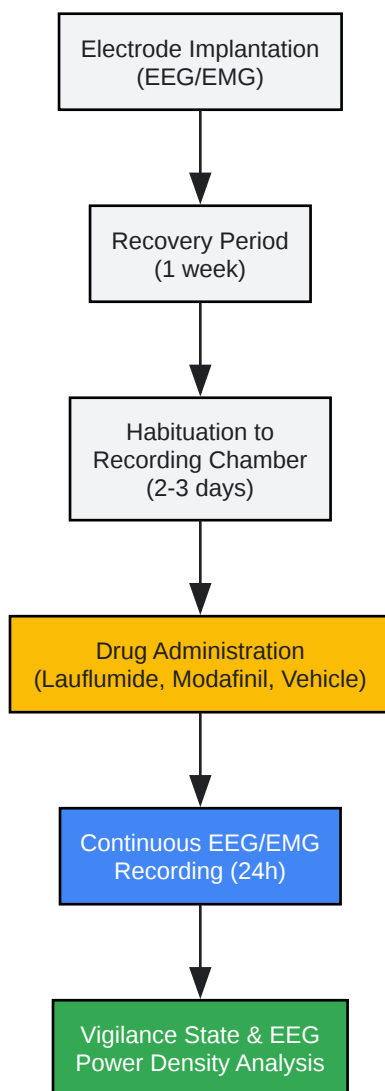 Electrode Implantation
(EEG/EMG)
Recovery Period
(1 week)
Habituation to
Recording Chamber
(2-3 days)
Drug Administration
(Lauflumide, Modafinil, Vehicle)
Continuous EEG/EMG
Recording (24h)
Vigilance State & EEG
Power Density Analysis